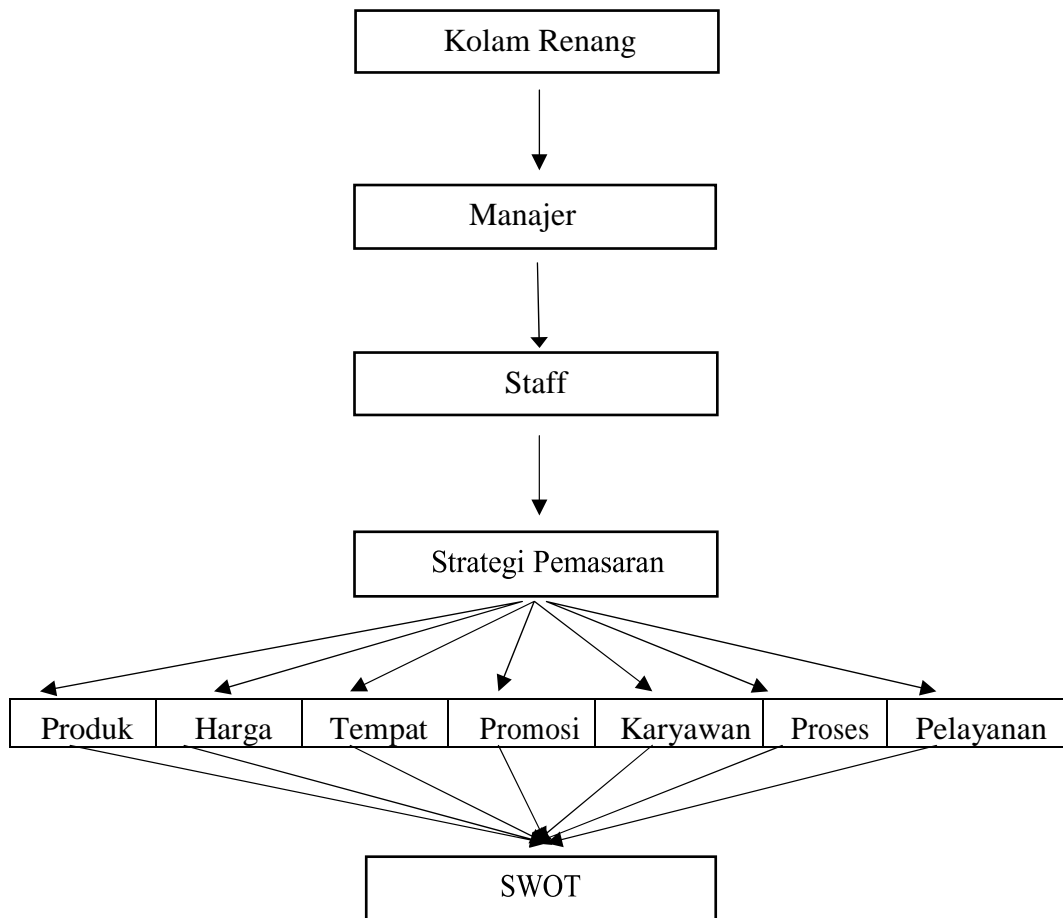 Kolam Renang
Manajer
Staff
Strategi Pemasaran
Produk Harga Tempat Promosi Karyawan Proses Pelayanan
SWOT